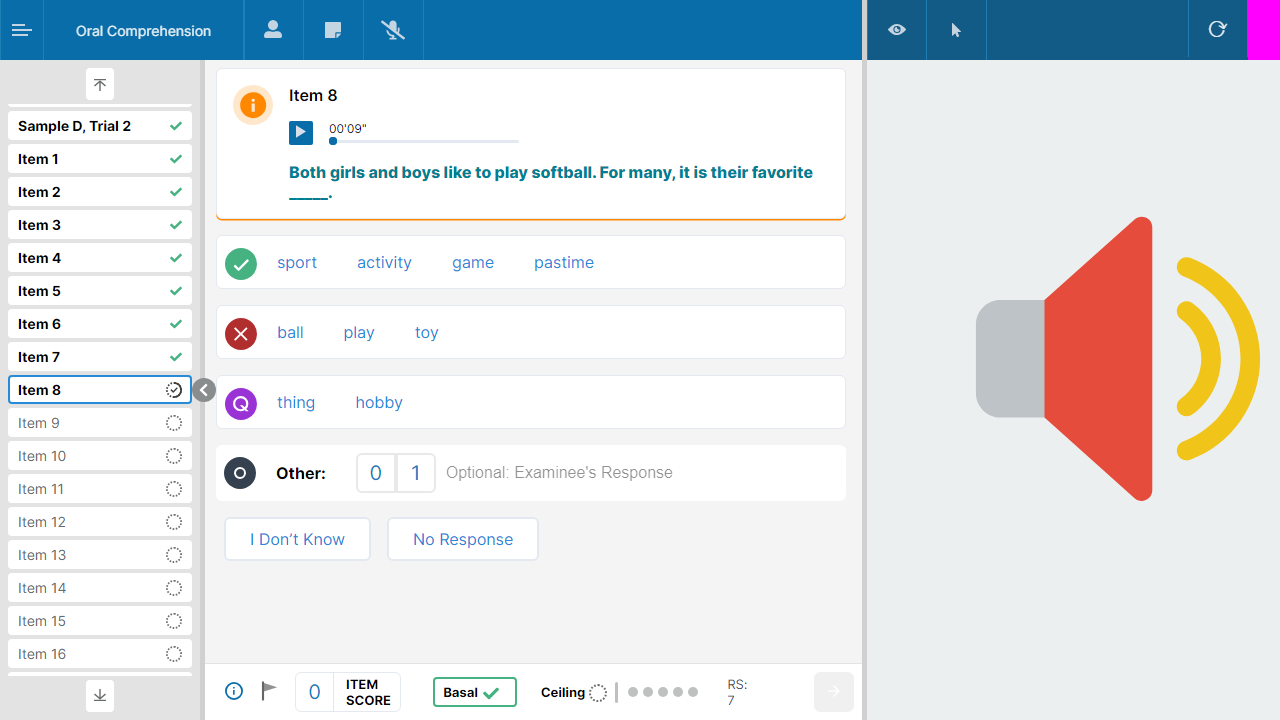 Oral Comprehension
Sample D, Trial 2
Item 1
Item 2
Item 3
Item 4
Item 5
Item 6
Item 7
Item 8
Item 9
Item 10
Item 11
Item 12
Item 13
Item 14
Item 15
Item 16
Item 8
00'09"
Both girls and boys like to play softball. For many, it is their favorite
_____.
sport activity game pastime
ball play toy
Q thing hobby
Other: 0 1 Optional: Examinee's Response
I Don’t Know No Response
0 ITEM
SCORE
Basal
Ceiling
RS:
7